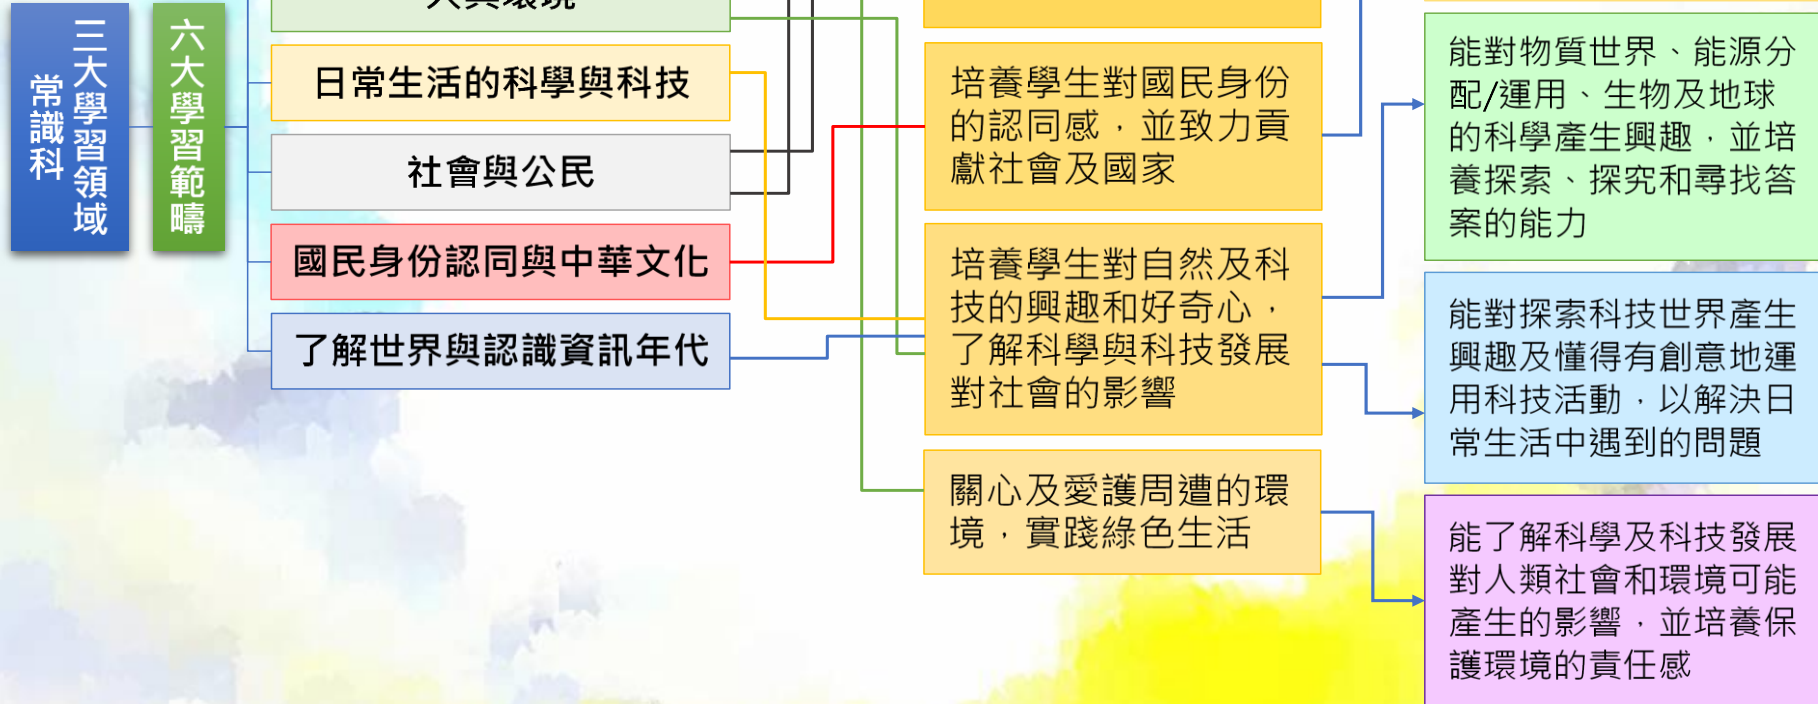 常識科
三大學習領域
六大學習範疇
人與環境
日常生活的科學與科技
社會與公民
國民身份認同與中華文化
了解世界與認識資訊年代
培養學生對國民身份
的認同感，並致力貢
獻社會及國家
培養學生對自然及科
技的興趣和好奇心，
了解科學與科技發展
對社會的影響
關心及愛護周遭的環
境，實踐綠色生活
能對物質世界、能源分
配/運用、生物及地球
的科學產生興趣，並培
養探索、探究和尋找答
案的能力
能對探索科技世界產生
興趣及懂得有創意地運
用科技活動，以解決日
常生活中遇到的問題
能了解科學及科技發展
對人類社會和環境可能
產生的影響，並培養保
護環境的責任感